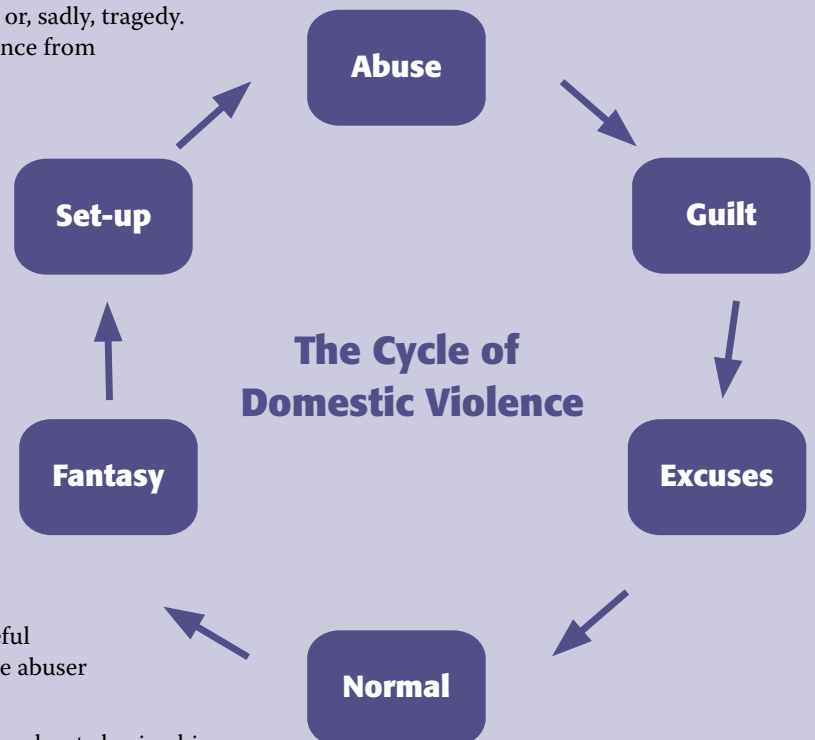 or, sadly, tragedy.
nce from
Abuse
Set-up
Guilt
The Cycle of
Domestic Violence
Fantasy
Excuses
eful
e abuser
Normal